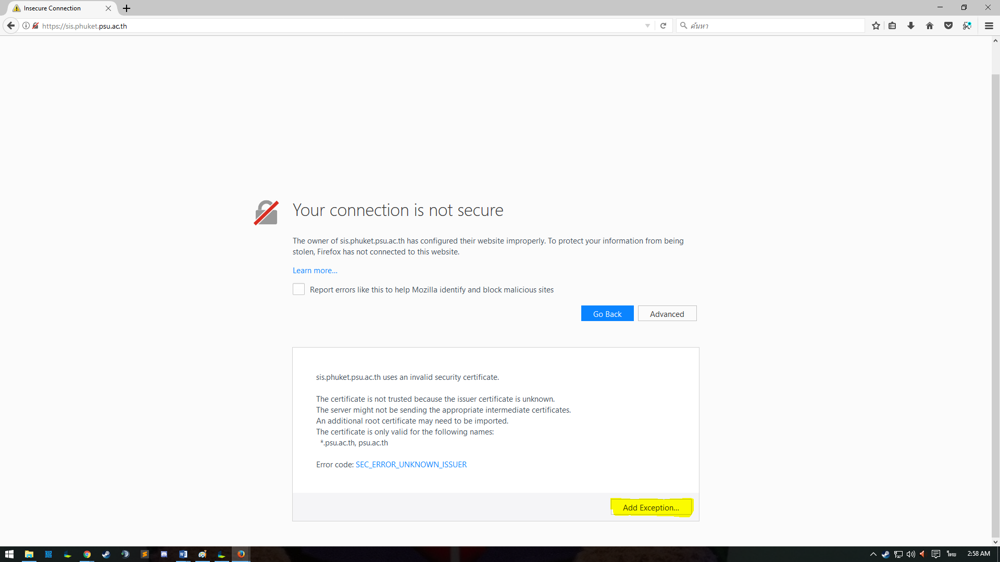 Insecure Connection
https://sis.phuket.psu.ac.th
ค้นหา
Your connection is not secure
The owner of sis.phuket.psu.ac.th has configured their website improperly. To protect your information from being
stolen, Firefox has not connected to this website.
Learn more...
Report errors like this to help Mozilla identify and block malicious sites
Go Back
Advanced
sis.phuket.psu.ac.th uses an invalid security certificate.
The certificate is not trusted because the issuer certificate is unknown.
The server might not be sending the appropriate intermediate certificates.
An additional root certificate may need to be imported.
The certificate is only valid for the following names:
*.psu.ac.th, psu.ac.th
Error code: SEC_ERROR_UNKNOWN_ISSUER
Add Exception...
ไทย
2:58 AM